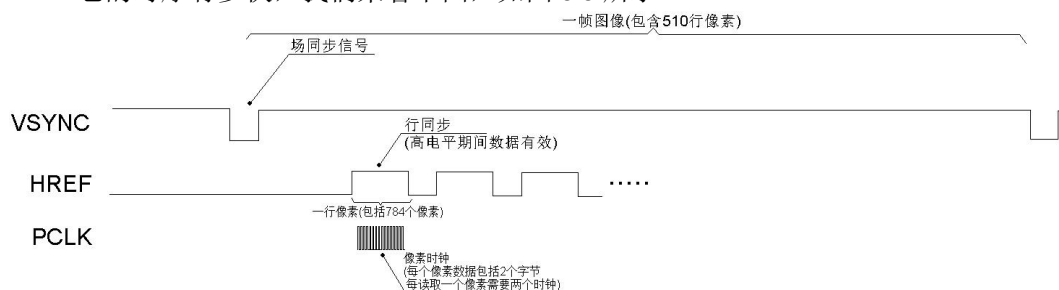 一帧图像(包含510行像素)
场同步信号
VSYNC
行同步
(高电平期间数据有效)
HREF
.....
一行像素(包括784个像素)
PCLK
像素时钟
(每个像素数据包括2个字节
每读取一个像素需要两个时钟)